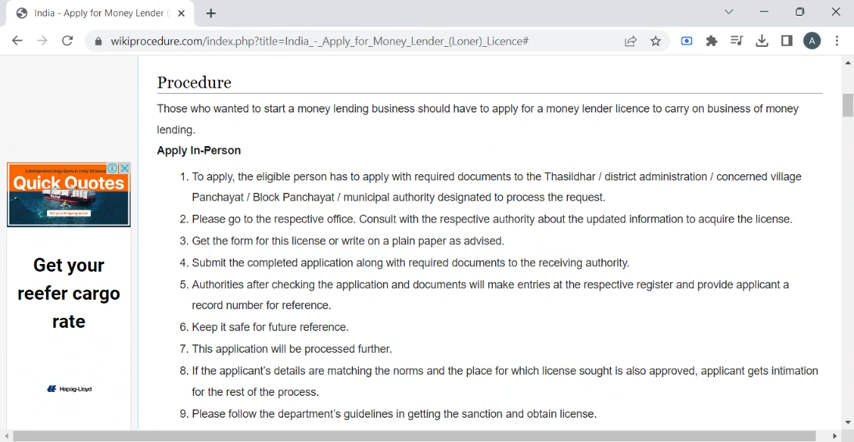 India - Apply for Money Lender (
wikiprocedure.com/index.php?title=India_-_Apply_for_Money_Lender_(Loner)_Licence#
A
Procedure
Those who wanted to start a money lending business should have to apply for a money lender licence to carry on business of money
lending.
Apply In-Person
1. To apply, the eligible person has to apply with required documents to the Thasildhar / district administration / concerned village
Panchayat / Block Panchayat / municipal authority designated to process the request.
2. Please go to the respective office. Consult with the respective authority about the updated information to acquire the license.
3. Get the form for this license or write on a plain paper as advised.
4. Submit the completed application along with required documents to the receiving authority.
5. Authorities after checking the application and documents will make entries at the respective register and provide applicant a
record number for reference.
6. Keep it safe for future reference.
7. This application will be processed further.
8. If the applicant's details are matching the norms and the place for which license sought is also approved, applicant gets intimation
for the rest of the process.
9. Please follow the department's guidelines in getting the sanction and obtain license.
Quick Quotes
Get your
reefer cargo
rate
Hapag-Lloyd